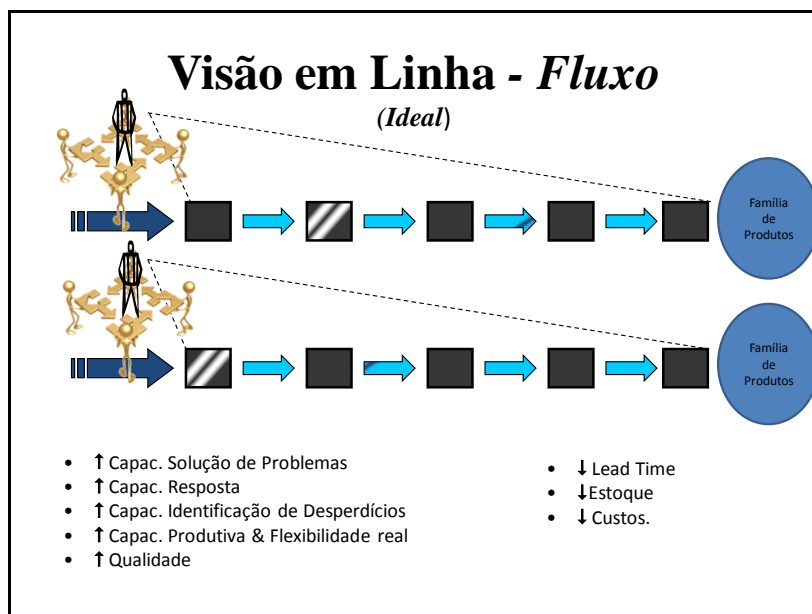 Visão em Linha - Fluxo
(Ideal)
Família
de
Produtos
Família
de
Produtos
• ↑ Capac. Solução de Problemas
• ↑ Capac. Resposta
• ↑ Capac. Identificação de Desperdícios
• ↑ Capac. Produtiva & Flexibilidade real
• ↑ Qualidade
• ↓ Lead Time
• ↓Estoque
• ↓ Custos.